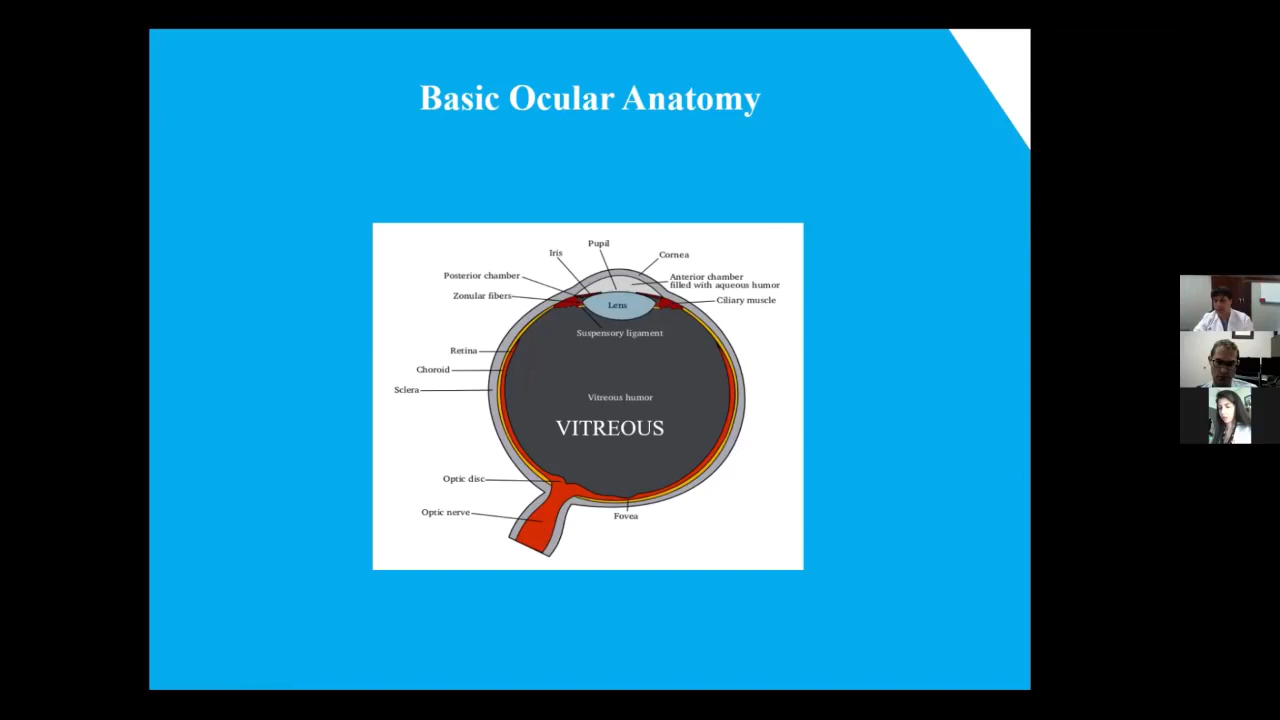 Basic Ocular Anatomy
Pupil
Iris
Cornea
Posterior chamber
Anterior chamber
filled with aqueous humor
Zonular fibers
Ciliary muscle
Lens
Suspensory ligament
Retina
Choroid
Sclera
Vitreous humor
VITREOUS
Optic disc
Optic nerve
Fovea